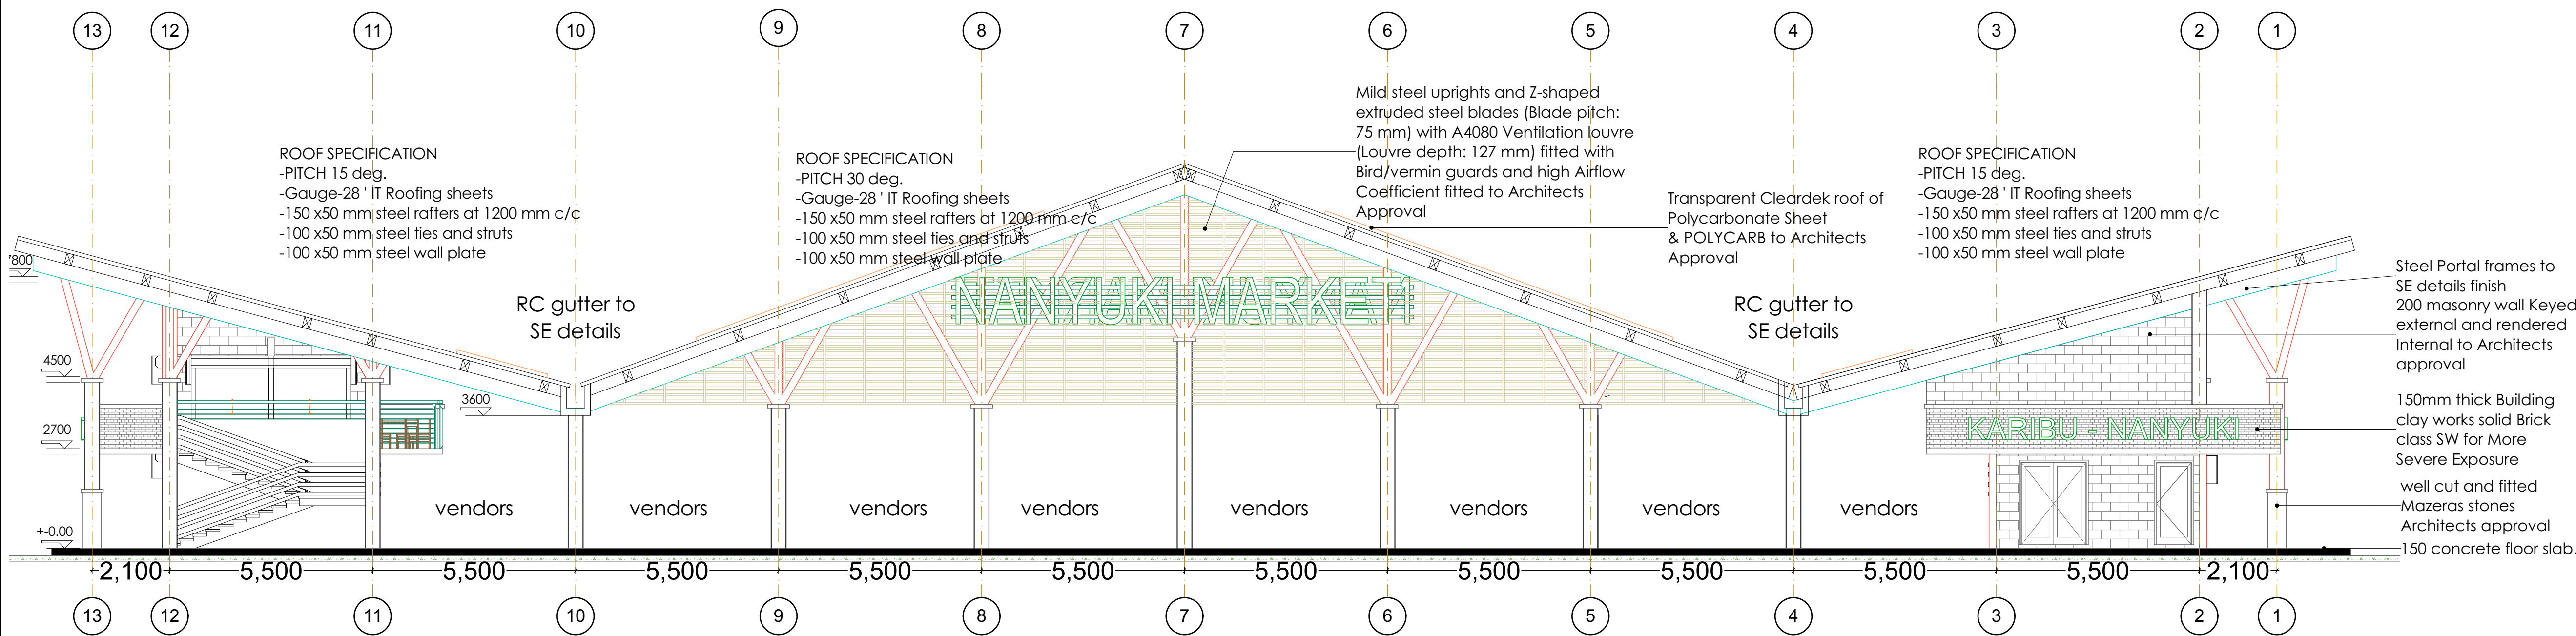 13 12 11 10 9 8 7 6 5 4 3 2 1
ROOF SPECIFICATION
-PITCH 15 deg.
-Gauge-28 ' IT Roofing sheets
-150 x50 mm steel rafters at 1200 mm c/c
-100 x50 mm steel ties and struts
-100 x50 mm steel wall plate
RC gutter to
SE details
ROOF SPECIFICATION
-PITCH 30 deg.
-Gauge-28 ' IT Roofing sheets
-150 x50 mm steel rafters at 1200 mm c/c
-100 x50 mm steel ties and struts
-100 x50 mm steel wall plate
Mild steel uprights and Z-shaped
extruded steel blades (Blade pitch:
75 mm) with A4080 Ventilation louvre
(Louvre depth: 127 mm) fitted with
Bird/vermin guards and high Airflow
Coefficient fitted to Architects
Approval
Transparent Cleardek roof of
Polycarbonate Sheet
& POLYCARB to Architects
Approval
RC gutter to
SE details
ROOF SPECIFICATION
-PITCH 15 deg.
-Gauge-28 ' IT Roofing sheets
-150 x50 mm steel rafters at 1200 mm c/c
-100 x50 mm steel ties and struts
-100 x50 mm steel wall plate
Steel Portal frames to
SE details finish
200 masonry wall Keyed
external and rendered
Internal to Architects
approval
150mm thick Building
clay works solid Brick
class SW for More
Severe Exposure
well cut and fitted
Mazeras stones
Architects approval
150 concrete floor slab.
NANYUKI MARKET
KARIBU - NANYUKI
7800
4500
3600
2700
+-0.00
vendors vendors vendors vendors vendors vendors vendors vendors
2,100 5,500 5,500 5,500 5,500 5,500 5,500 5,500 5,500 5,500 5,500 2,100
13 12 11 10 9 8 7 6 5 4 3 2 1